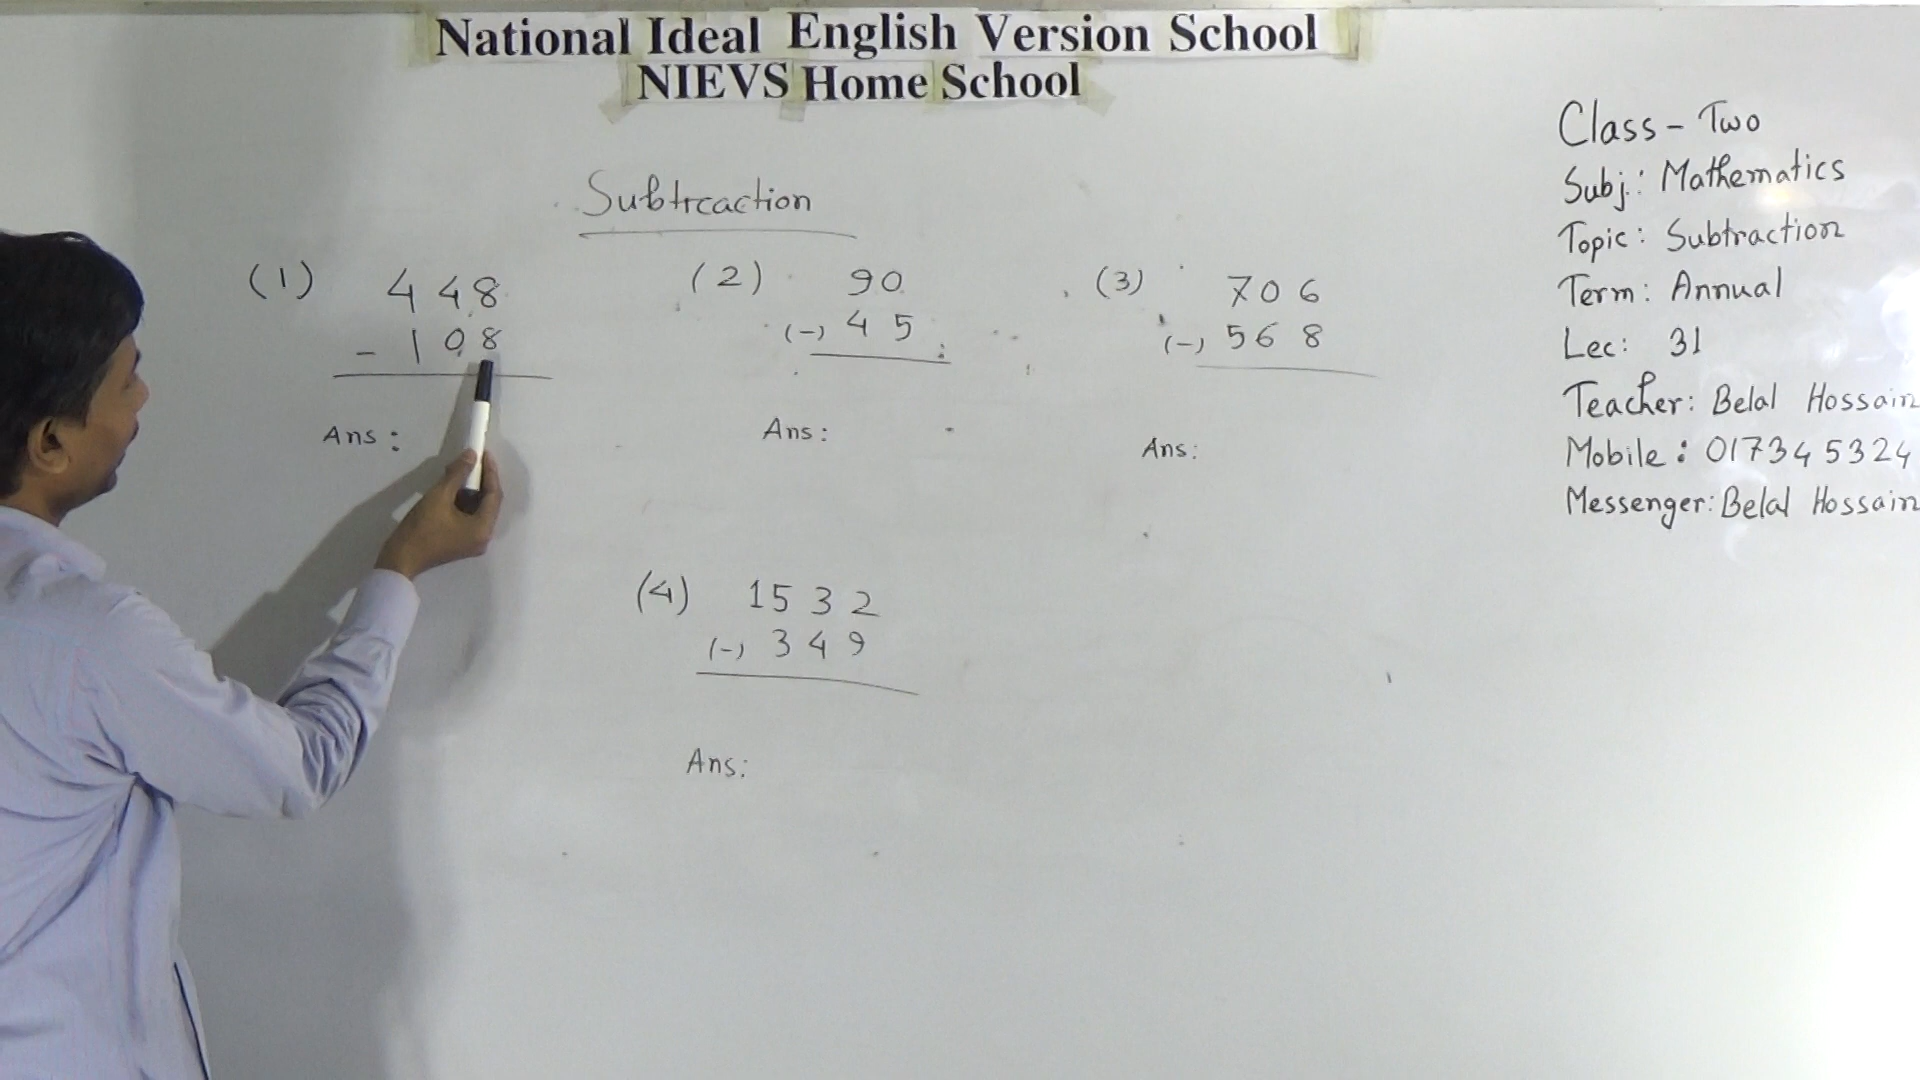 National Ideal English Version School
NIEVS Home School
Subtraction
(1) 448
- 108
Ans:
(2) 90
(-) 45
Ans:
(3) 706
(-) 568
Ans:
(4) 1532
(-) 349
Ans:
Class - Two
Subj.: Mathematics
Topic: Subtraction
Term: Annual
Lec: 31
Teacher: Belal Hossain
Mobile: 017345324
Messenger: Belal Hossain